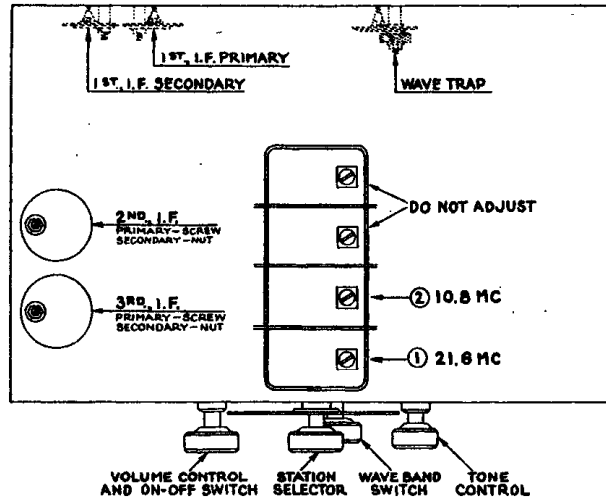 1ST., I.F. PRIMARY
1ST., I.F. SECONDARY
WAVE TRAP
DO NOT ADJUST
2ND., I.F.
PRIMARY-SCREW
SECONDARY-NUT
② 10.8 MC
3RD., I.F.
PRIMARY-SCREW
SECONDARY-NUT
① 21.6 MC
VOLUME CONTROL
AND ON-OFF SWITCH
STATION
SELECTOR
WAVE BAND
SWITCH
TONE
CONTROL